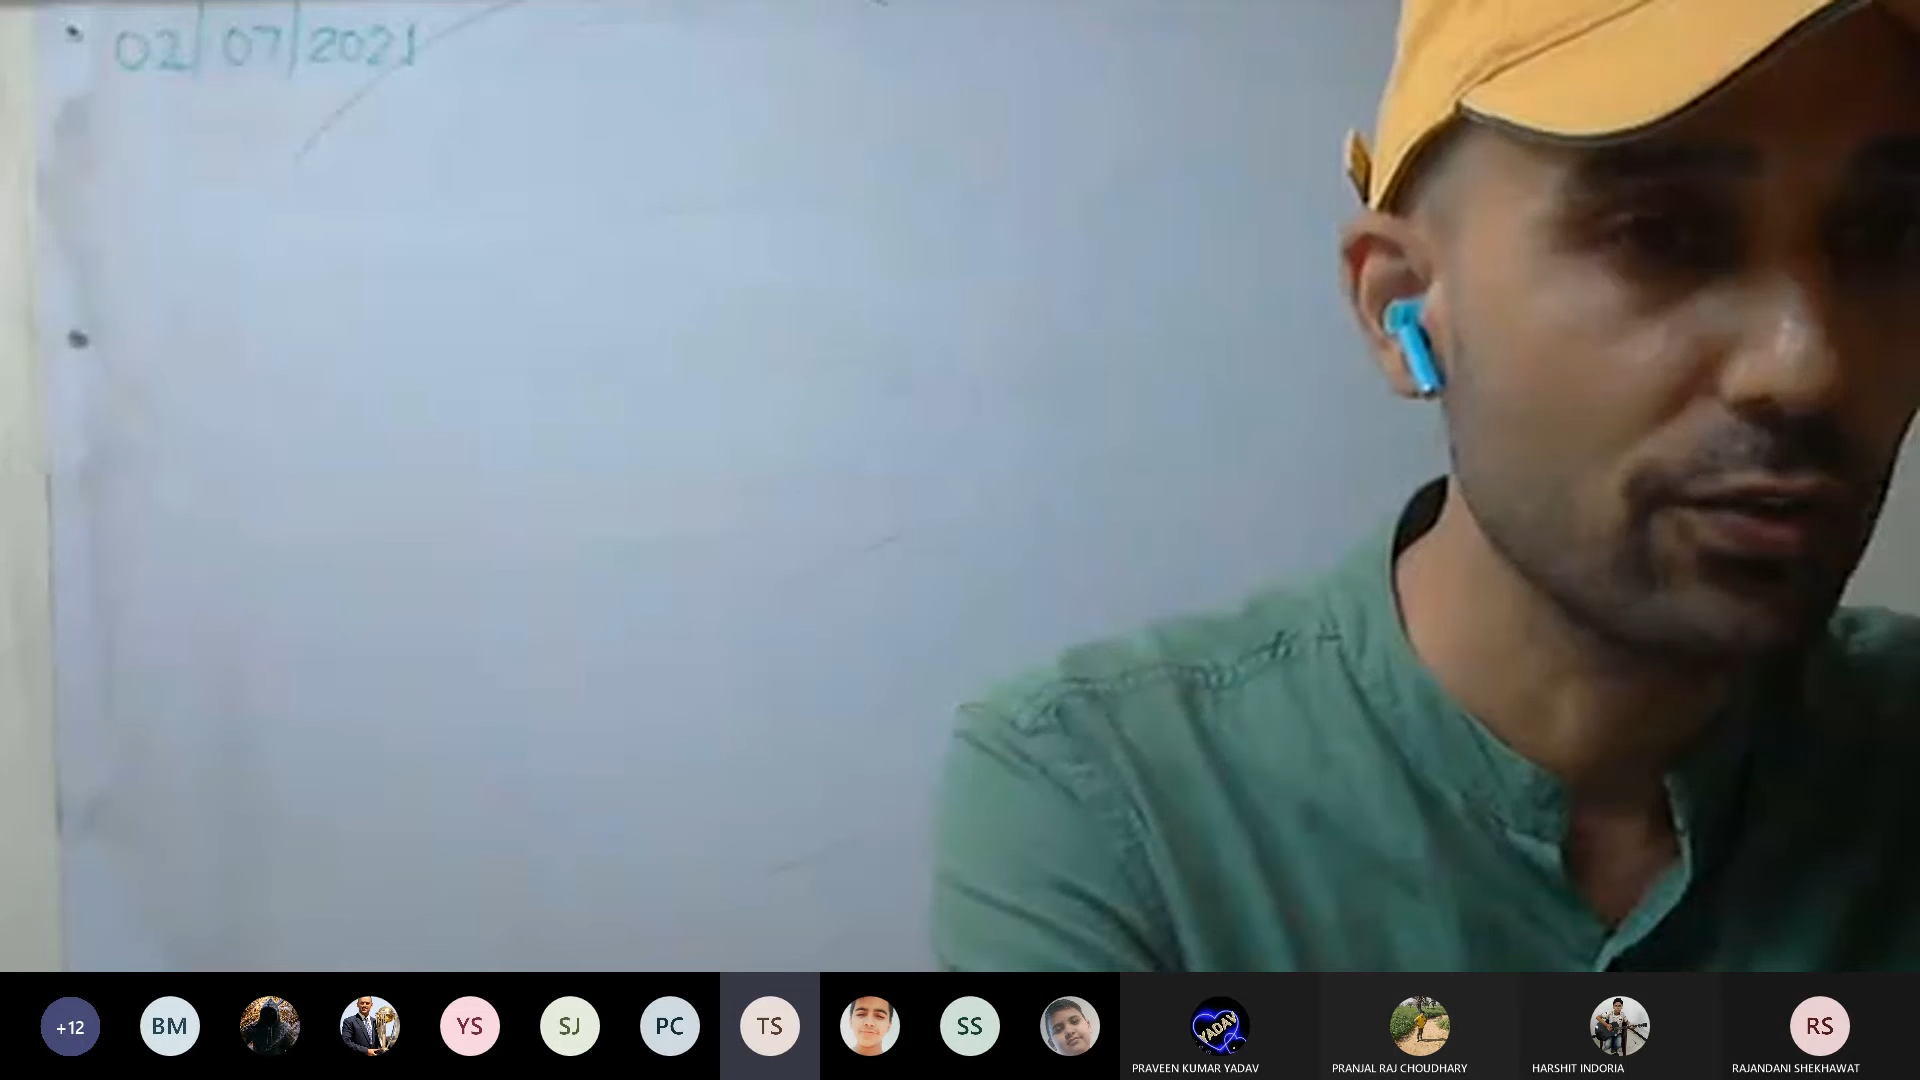 02/07/2021
+12
BM
YS
SJ
PC
TS
SS
YADAV
RS
PRAVEEN KUMAR YADAV
PRANJAL RAJ CHOUDHARY
HARSHIT INDORIA
RAJANDANI SHEKHAWAT